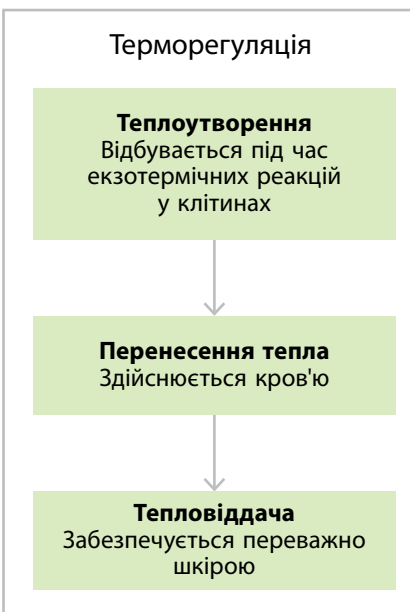 Терморегуляція
Теплоутворення
Відбувається під час
екзотермічних реакцій
у клітинах
Перенесення тепла
Здійснюється кров'ю
Тепловіддача
Забезпечується переважно
шкірою